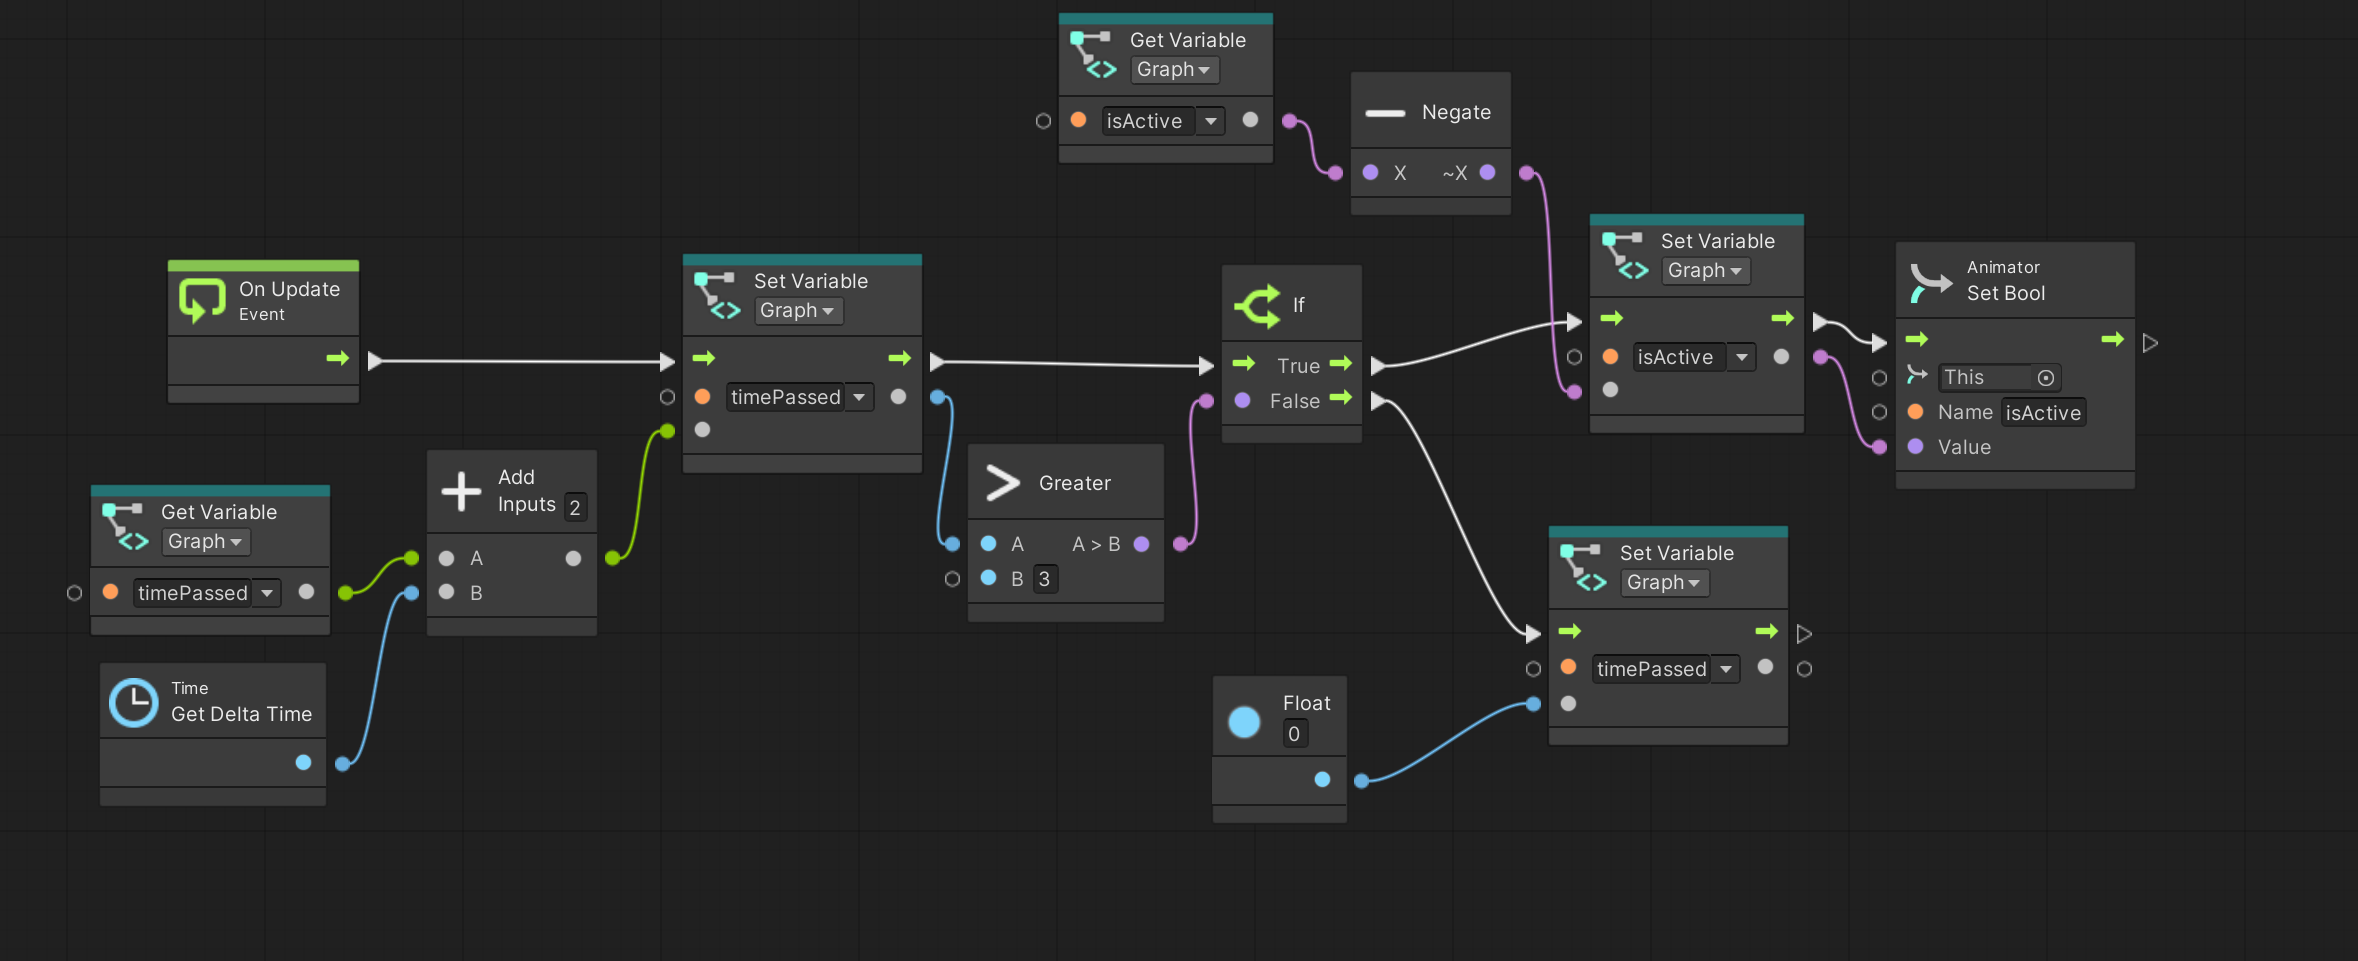 Get Variable
Graph
isActive
Negate
X ~X
On Update
Event
Set Variable
Graph
timePassed
If
True
False
Set Variable
Graph
isActive
Animator
Set Bool
This
Name isActive
Value
Get Variable
Graph
timePassed
Add
Inputs 2
A
B
Greater
A A > B
B 3
Time
Get Delta Time
Float
0
Set Variable
Graph
timePassed